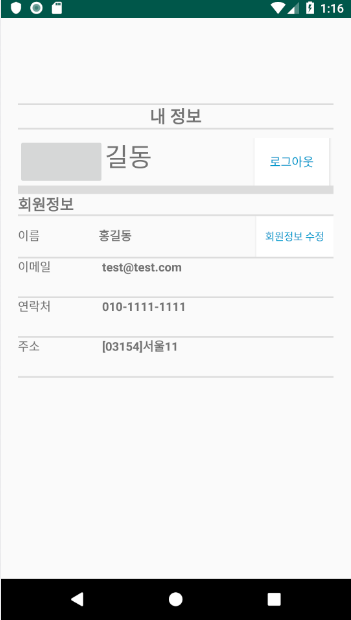 1:16
내 정보
길동
로그아웃
회원정보
이름 홍길동 회원정보 수정
이메일 test@test.com
연락처 010-1111-1111
주소 [03154]서울11